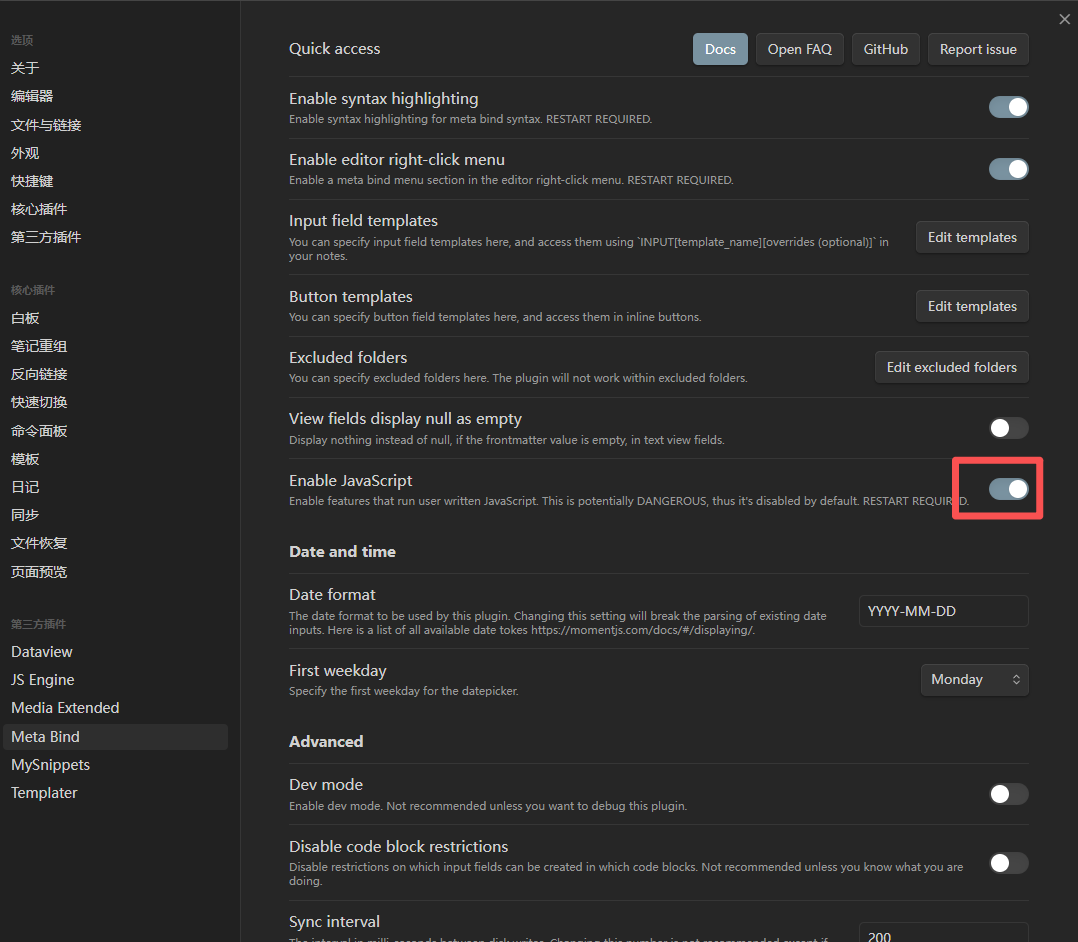 选项
关于
编辑器
文件与链接
外观
快捷键
核心插件
第三方插件
核心插件
白板
笔记重组
反向链接
快速切换
命令面板
模板
日记
同步
文件恢复
页面预览
第三方插件
Dataview
JS Engine
Media Extended
Meta Bind
MySnippets
Templater
Quick access
Docs
Open FAQ
GitHub
Report issue
Enable syntax highlighting
Enable syntax highlighting for meta bind syntax. RESTART REQUIRED.
Enable editor right-click menu
Enable a meta bind menu section in the editor right-click menu. RESTART REQUIRED.
Input field templates
You can specify input field templates here, and access them using `INPUT[template_name][overrides (optional)]` in
your notes.
Edit templates
Button templates
You can specify button field templates here, and access them in inline buttons.
Edit templates
Excluded folders
You can specify excluded folders here. The plugin will not work within excluded folders.
Edit excluded folders
View fields display null as empty
Display nothing instead of null, if the frontmatter value is empty, in text view fields.
Enable JavaScript
Enable features that run user written JavaScript. This is potentially DANGEROUS, thus it's disabled by default. RESTART REQUIRED.
Date and time
Date format
The date format to be used by this plugin. Changing this setting will break the parsing of existing date
inputs. Here is a list of all available date tokes https://momentjs.com/docs/#/displaying/.
YYYY-MM-DD
First weekday
Specify the first weekday for the datepicker.
Monday
Advanced
Dev mode
Enable dev mode. Not recommended unless you want to debug this plugin.
Disable code block restrictions
Disable restrictions on which input fields can be created in which code blocks. Not recommended unless you know what you are
doing.
Sync interval
The interval in milli-seconds between disk writes. Changing this number is not recommended except if
200